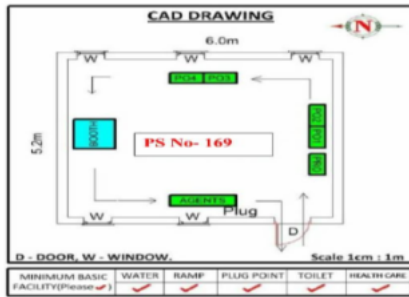 CAD DRAWING
N
6.0m
W W W
PO4 PO3
5.2m
BOOTH
PS No- 169
PO2
PO1
PRO
AGENTS
Plug
W W
D
D - DOOR, W - WINDOW.
Scale 1cm : 1m
MINIMUM BASIC FACILITY(Please✓) WATER RAMP PLUG POINT TOILET HEALTH CARE
✓ ✓ ✓ ✓ ✓